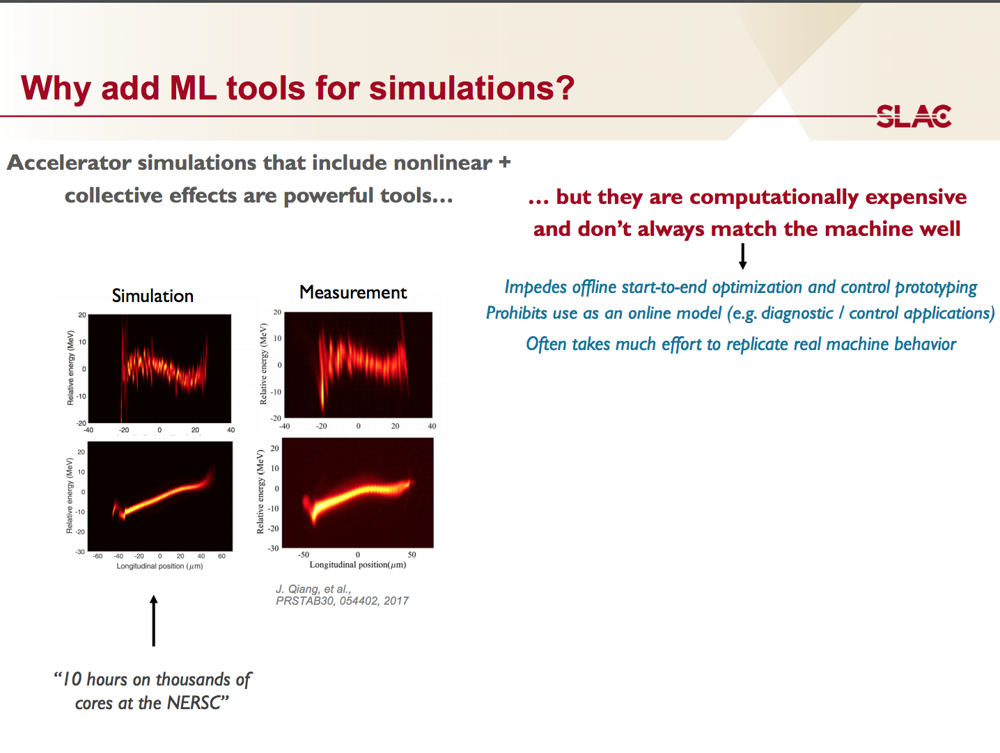 Why add ML tools for simulations?
SLAC
Accelerator simulations that include nonlinear +
collective effects are powerful tools…
… but they are computationally expensive
and don’t always match the machine well
Impedes offline start-to-end optimization and control prototyping
Prohibits use as an online model (e.g. diagnostic / control applications)
Often takes much effort to replicate real machine behavior
Simulation
Relative energy (MeV)
20
10
0
-10
-20
-40 -20 0 20 40
Measurement
Relative energy (MeV)
20
10
0
-10
-20
-40 -20 0 20 40
Relative energy (MeV)
20
10
0
-10
-20
-30
-60 -40 -20 0 20 40 60
Longitudinal position (μm)
Relative energy (MeV)
20
10
0
-10
-20
-30
-50 0 50
Longitudinal position(μm)
J. Qiang, et al.,
PRSTAB30, 054402, 2017
“10 hours on thousands of
cores at the NERSC”